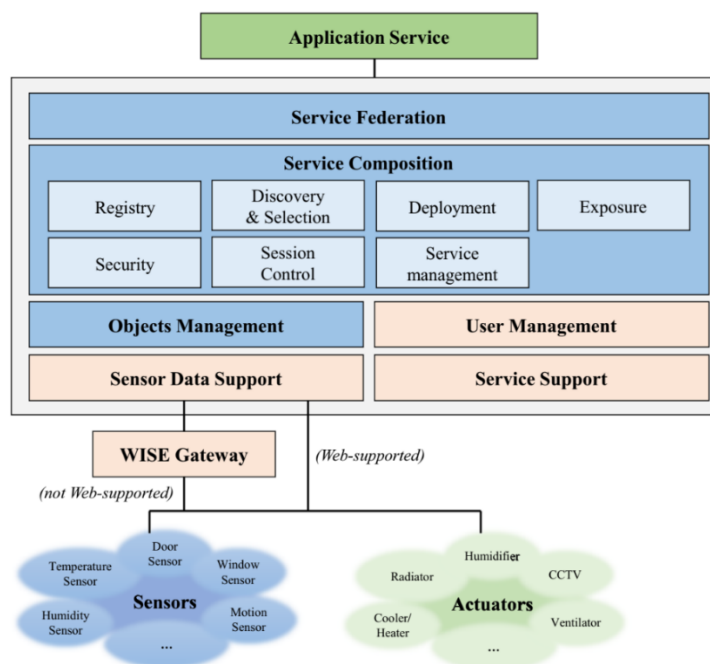 Application Service
Service Federation
Service Composition
Registry
Discovery
& Selection
Deployment
Exposure
Security
Session
Control
Service
management
Objects Management
User Management
Sensor Data Support
Service Support
WISE Gateway
(Web-supported)
(not Web-supported)
Door
Sensor
Temperature
Sensor
Window
Sensor
Sensors
Humidity
Sensor
Motion
Sensor
...
Humidifier
Radiator
CCTV
Actuators
Cooler/
Heater
Ventilator
...